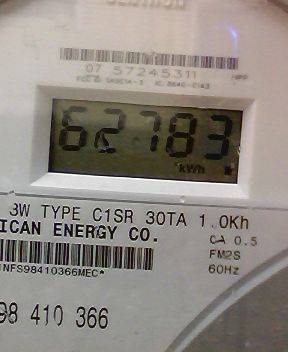 07 57245311
62783
kWh
3W TYPE C1SR 30TA 1.0Kh
ICAN ENERGY CO.
CA 0.5
FM2S
60Hz
NFS98410366MEC*
98 410 366